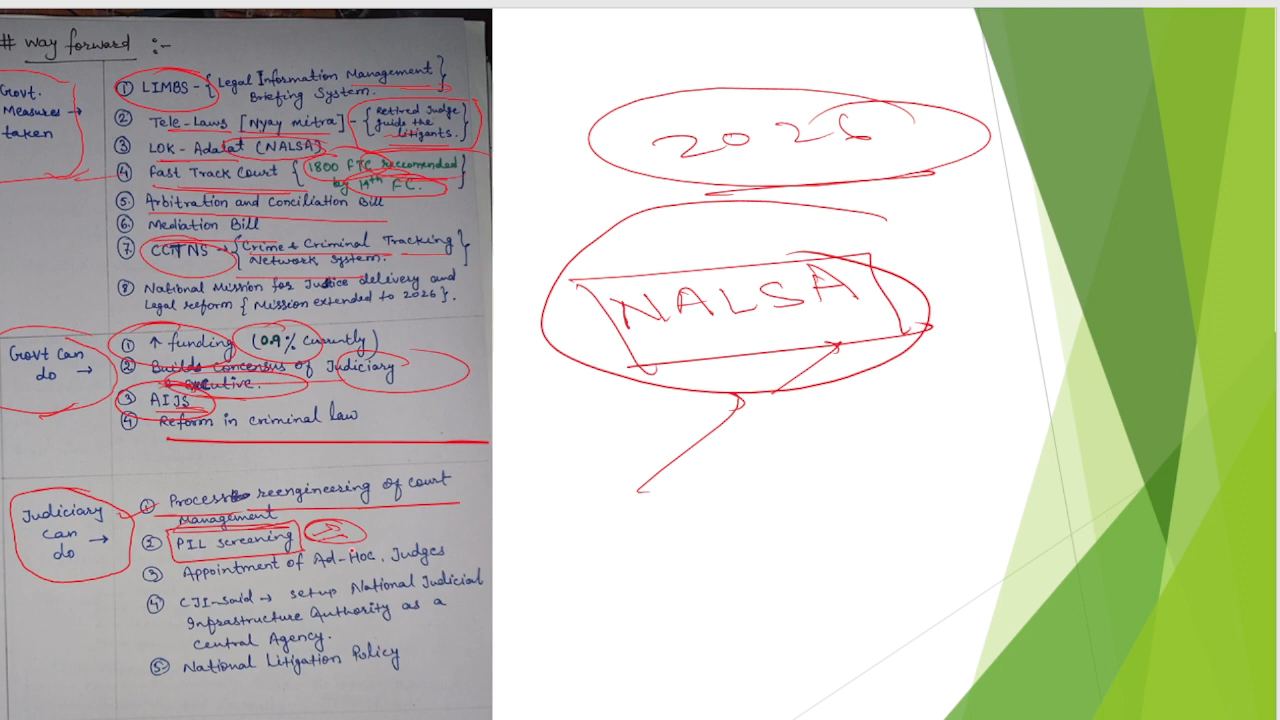 # way forward :-
Govt. Measures → taken
① LIMBS - { Legal Information Management
Briefing System. }
② Tele-Laws [Nyay mitra] - { Retired Judge
guide the
litigants. }
③ LOK-Adalat (NALSA)
④ Fast Track Court { 1800 FTC reccomended
by 14th FC. }
⑤ Arbitration and Conciliation Bill
⑥ Mediation Bill
⑦ CCTNS → { Crime & Criminal Tracking
Network System. }
⑧ National Mission for Justice delivery and
Legal reform { Mission extended to 2026 }.
Govt Can
do →
① ↑ funding (0.9% Currently)
② Build consensus of Judiciary
& executive.
③ AIJS
④ Reform in criminal law
Judiciary
can
do →
① Process reengineering of court
Management
② PIL screening
③ Appointment of Ad-Hoc. Judges
④ CJI-said → setup National Judicial
Infrastructure Authority as a
Central Agency.
⑤ National Litigation Policy
2026
NALSA